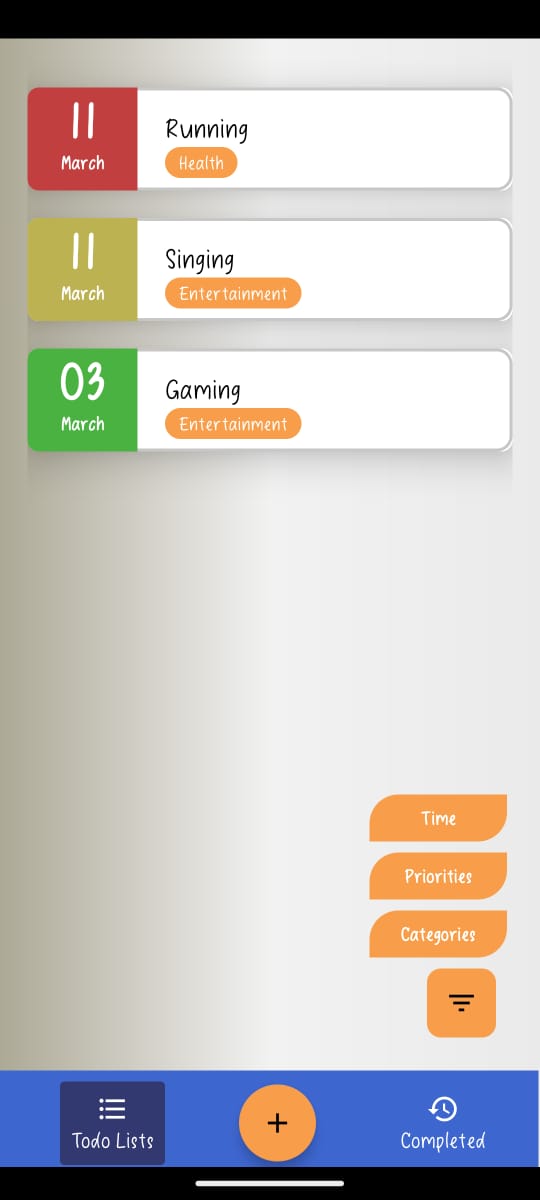 11
March
Running
Health
11
March
Singing
Entertainment
03
March
Gaming
Entertainment
Time
Priorities
Categories
Todo Lists
+
Completed